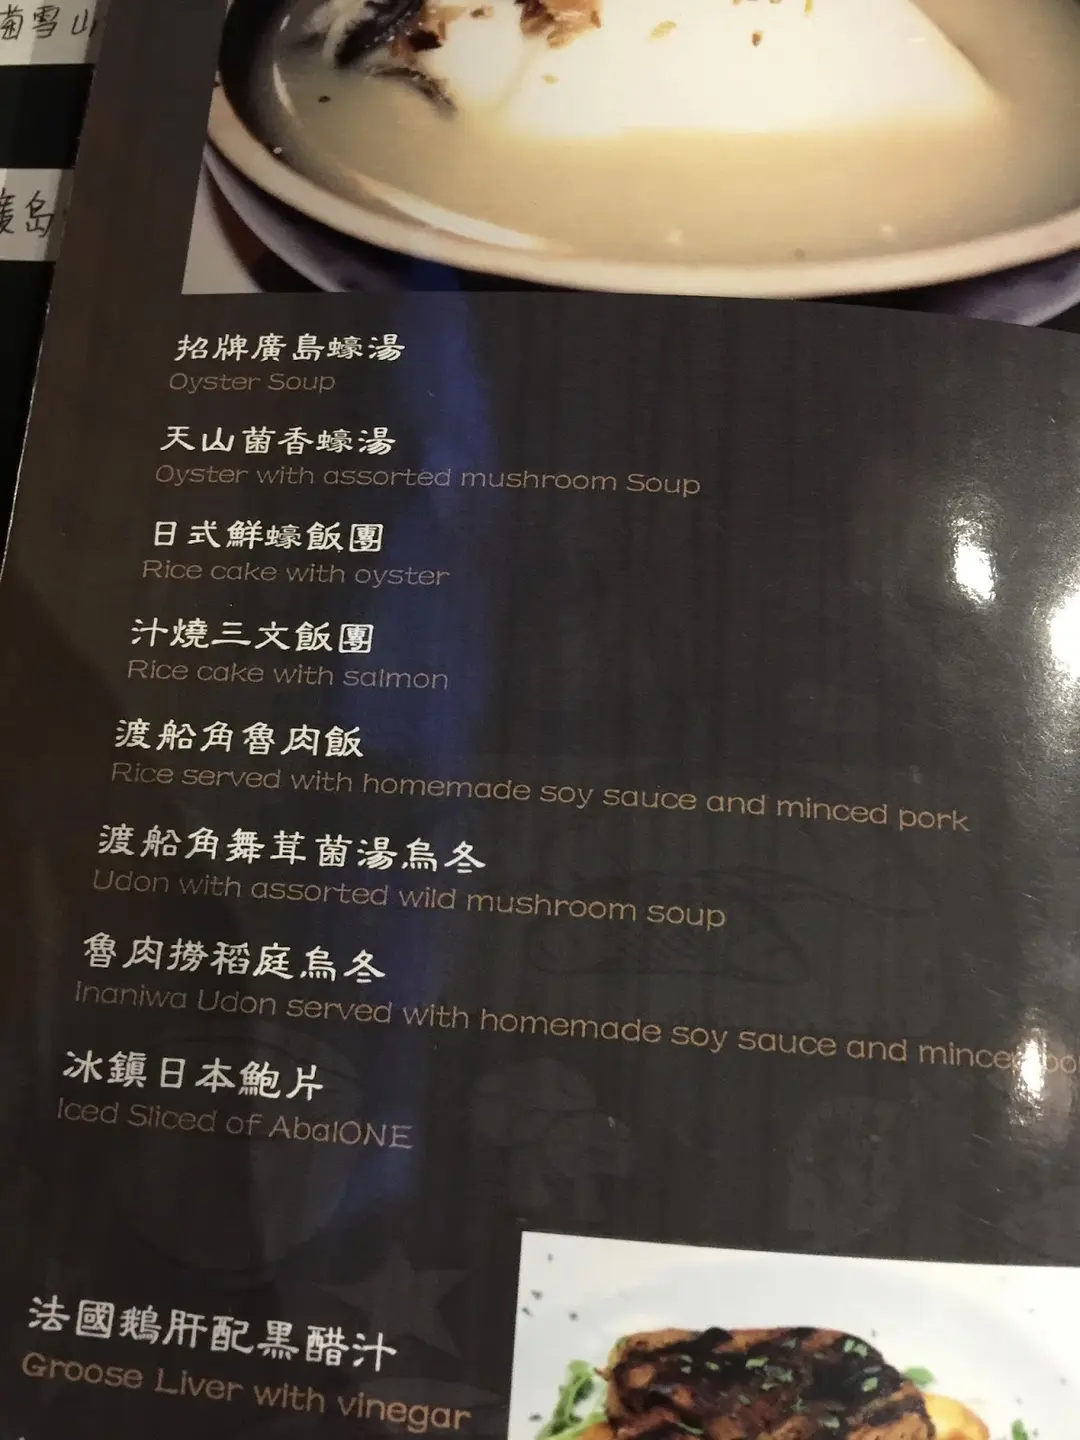 雪山
廣島
招牌廣島蠔湯
Oyster Soup
天山菌香蠔湯
Oyster with assorted mushroom Soup
日式鮮蠔飯團
Rice cake with oyster
汁燒三文飯團
Rice cake with salmon
渡船角魯肉飯
Rice served with homemade soy sauce and minced pork
渡船角舞茸菌湯烏冬
Udon with assorted wild mushroom soup
魯肉撈稻庭烏冬
Inaniwa Udon served with homemade soy sauce and
冰鎮日本鮑片
Iced Sliced of AbalONE
法國鵝肝配黑醋汁
Groose Liver with vinegar